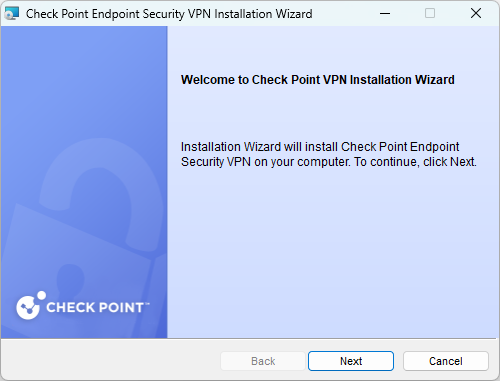 Check Point Endpoint Security VPN Installation Wizard
Welcome to Check Point VPN Installation Wizard
Installation Wizard will install Check Point Endpoint
Security VPN on your computer. To continue, click Next.
CHECK POINT™
Back
Next
Cancel